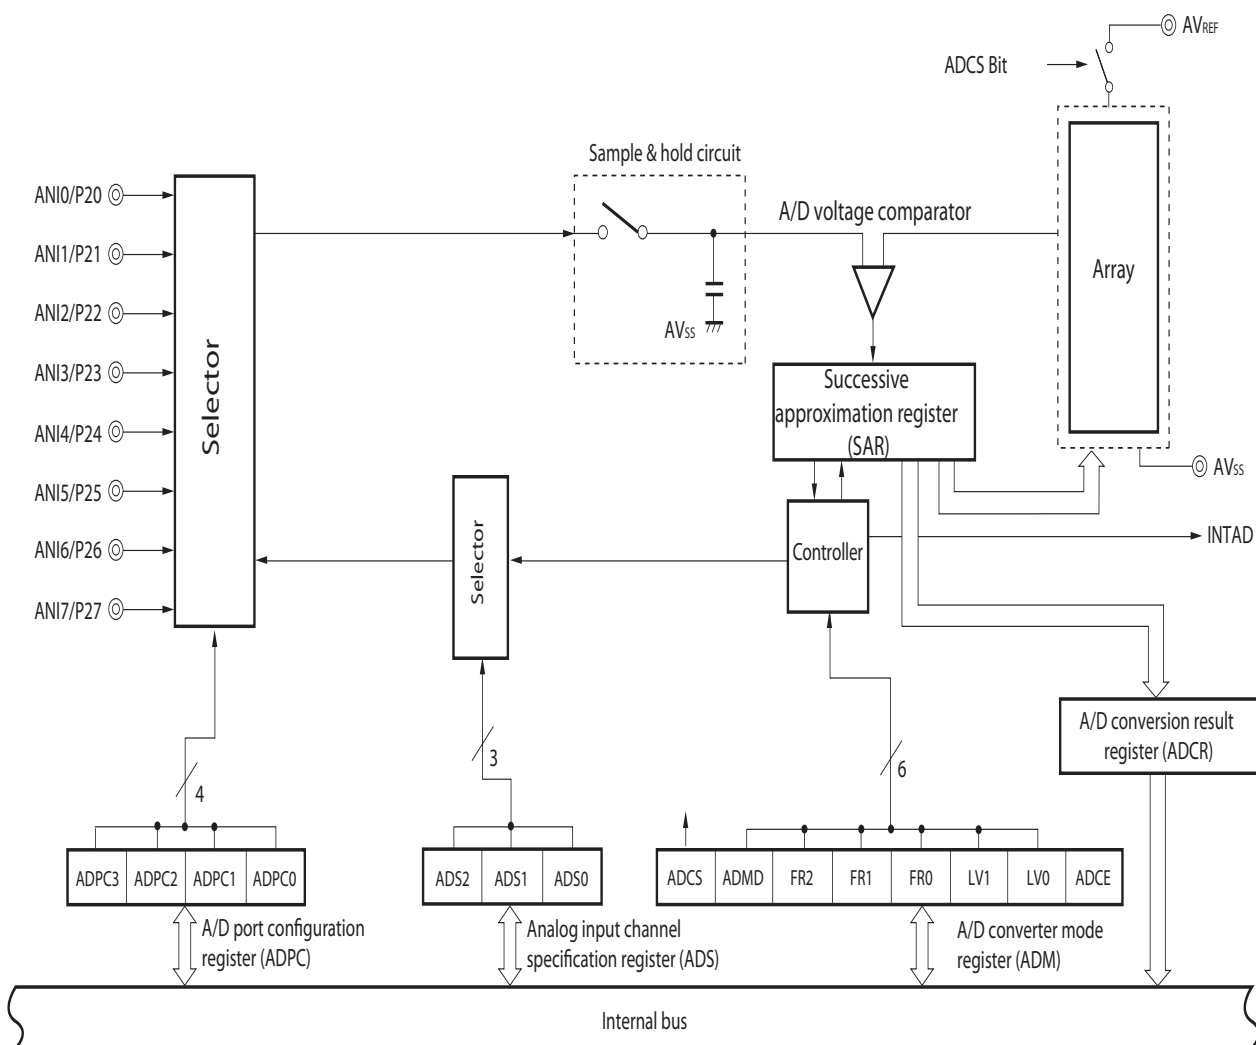 AVREF
ADCS Bit
Sample & hold circuit
ANI0/P20
A/D voltage comparator
ANI1/P21
Array
ANI2/P22
AVSS
ANI3/P23
Selector
Successive
approximation register
(SAR)
ANI4/P24
AVSS
ANI5/P25
Selector
INTAD
ANI6/P26
Controller
ANI7/P27
A/D conversion result
register (ADCR)
3
6
4
ADPC3 ADPC2 ADPC1 ADPC0
ADS2 ADS1 ADS0
ADCS ADMD FR2 FR1 FR0 LV1 LV0 ADCE
A/D port configuration
register (ADPC)
Analog input channel
specification register (ADS)
A/D converter mode
register (ADM)
Internal bus